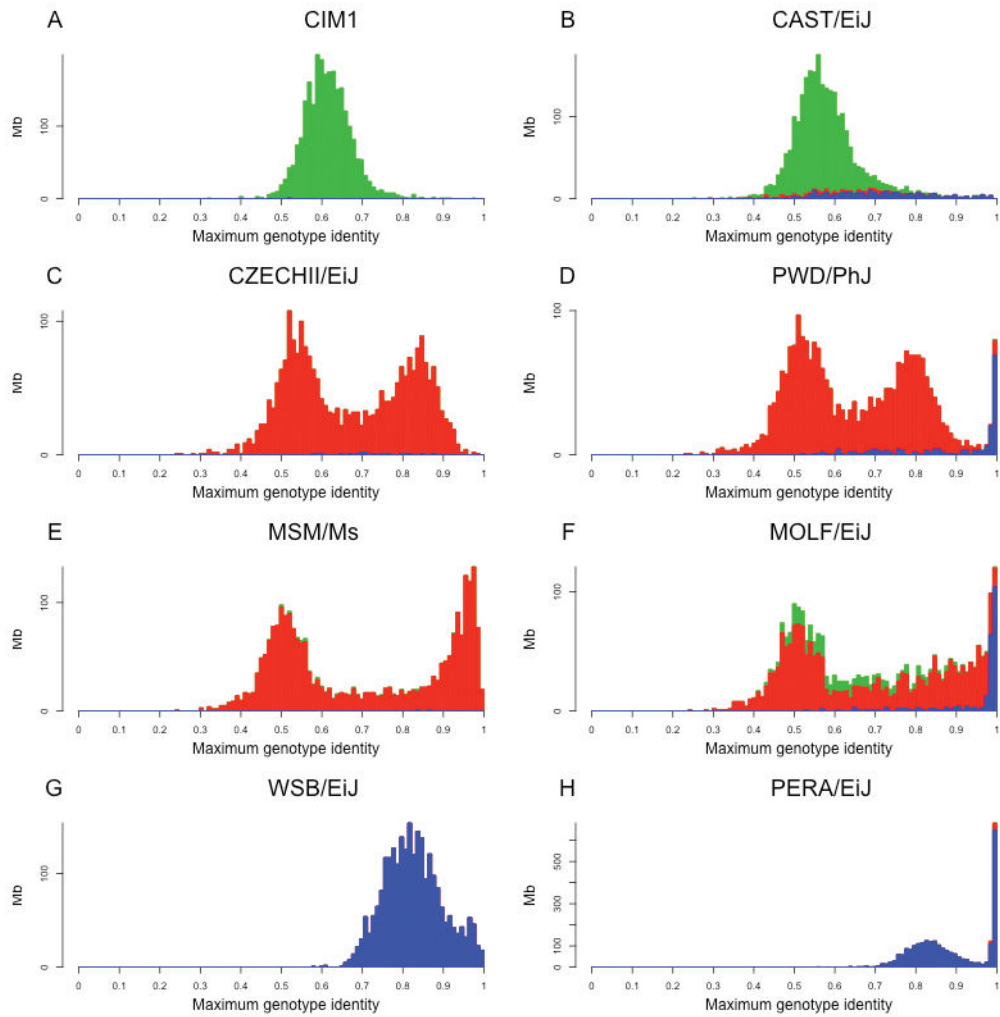 A CIM1
Mb
0 100
0 0.1 0.2 0.3 0.4 0.5 0.6 0.7 0.8 0.9 1
Maximum genotype identity
B CAST/EiJ
Mb
0 100
0 0.1 0.2 0.3 0.4 0.5 0.6 0.7 0.8 0.9 1
Maximum genotype identity
C CZECHII/EiJ
Mb
0 100
0 0.1 0.2 0.3 0.4 0.5 0.6 0.7 0.8 0.9 1
Maximum genotype identity
D PWD/PhJ
Mb
0 100
0 0.1 0.2 0.3 0.4 0.5 0.6 0.7 0.8 0.9 1
Maximum genotype identity
E MSM/Ms
Mb
0 100
0 0.1 0.2 0.3 0.4 0.5 0.6 0.7 0.8 0.9 1
Maximum genotype identity
F MOLF/EiJ
Mb
0 100
0 0.1 0.2 0.3 0.4 0.5 0.6 0.7 0.8 0.9 1
Maximum genotype identity
G WSB/EiJ
Mb
0 100
0 0.1 0.2 0.3 0.4 0.5 0.6 0.7 0.8 0.9 1
Maximum genotype identity
H PERA/EiJ
Mb
0 100 300 500
0 0.1 0.2 0.3 0.4 0.5 0.6 0.7 0.8 0.9 1
Maximum genotype identity